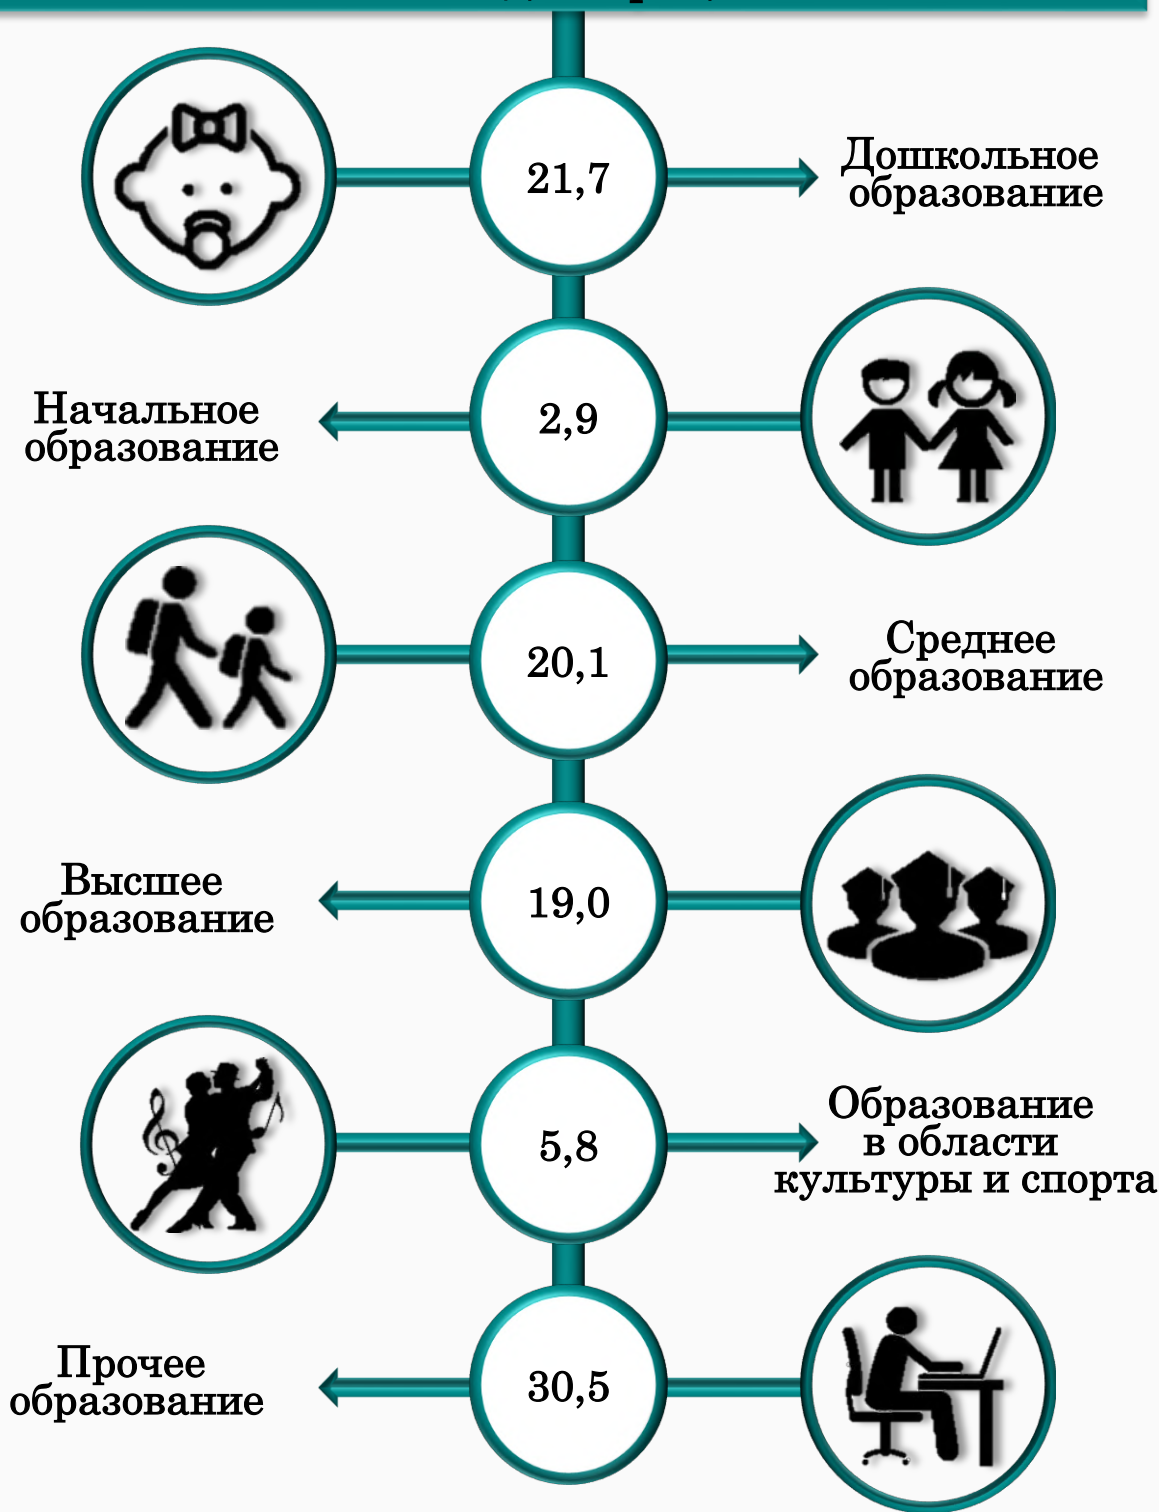 21,7
Дошкольное
образование
Начальное
образование
2,9
20,1
Среднее
образование
Высшее
образование
19,0
5,8
Образование
в области
культуры и спорта
Прочее
образование
30,5